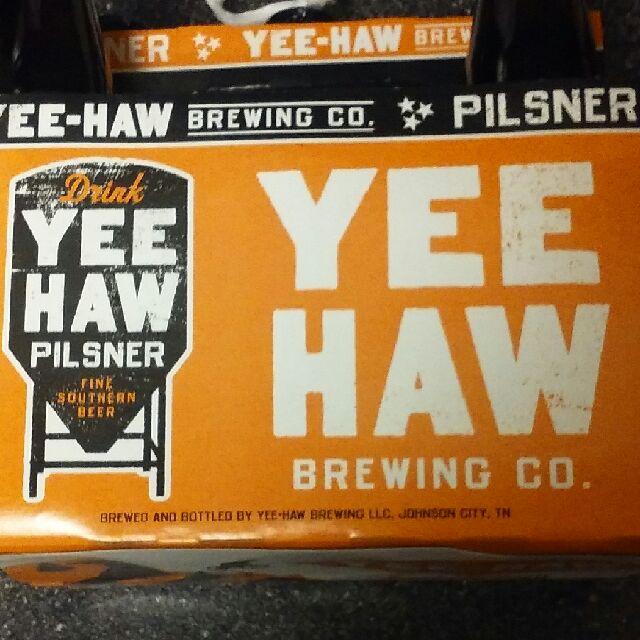 NER YEE-HAW BREW
YEE-HAW BREWING CO. PILSNER
Drink
YEE
HAW
PILSNER
FINE
SOUTHERN
BEER
YEE
HAW
BREWING CO.
BREWED AND BOTTLED BY YEE-HAW BREWING LLC, JOHNSON CITY, TN